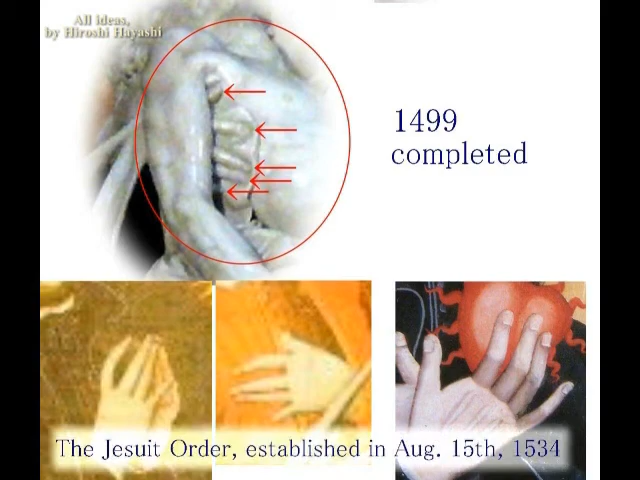 All ideas,
by Hiroshi Hayashi
1499
completed
The Jesuit Order, established in Aug. 15th, 1534